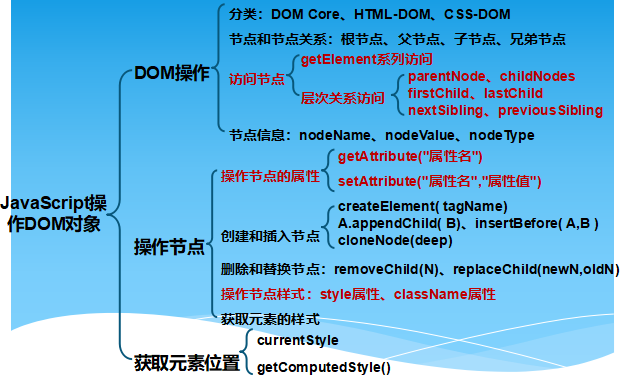 分类：DOM Core、HTML-DOM、CSS-DOM
节点和节点关系：根节点、父节点、子节点、兄弟节点
DOM操作
访问节点
getElement系列访问
层次关系访问
parentNode、childNodes
firstChild、lastChild
nextSibling、previousSibling
节点信息：nodeName、nodeValue、nodeType
JavaScript操
作DOM对象
操作节点
操作节点的属性
getAttribute("属性名")
setAttribute("属性名","属性值")
创建和插入节点
createElement( tagName)
A.appendChild( B)、insertBefore( A,B )
cloneNode(deep)
删除和替换节点：removeChild(N)、replaceChild(newN,oldN)
操作节点样式：style属性、className属性
获取元素的样式
获取元素位置
currentStyle
getComputedStyle()